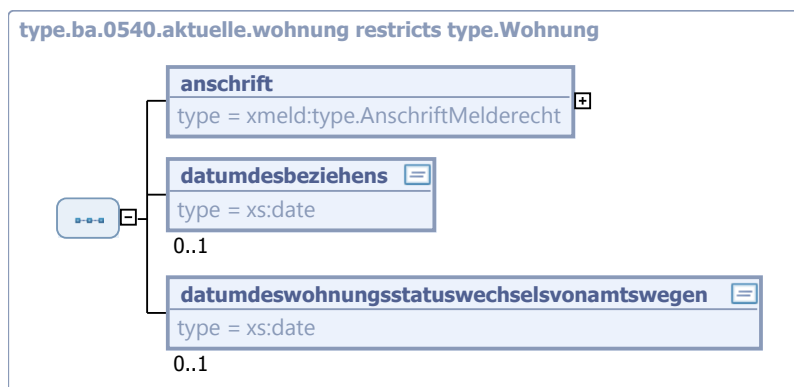 type.ba.0540.aktuelle.wohnung restricts type.Wohnung
anschrift
type = xmeld:type.AnschriftMelderecht
datumdesbeziehens
type = xs:date
0..1
datumdeswohnungsstatuswechselsvonamtswegen
type = xs:date
0..1